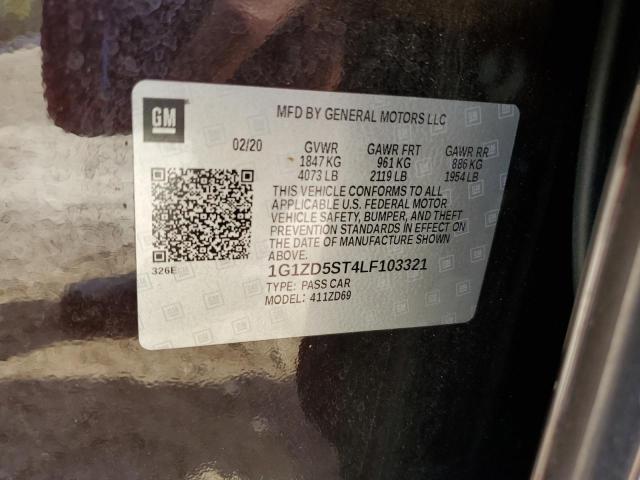 GM
MFD BY GENERAL MOTORS LLC
02/20 GVWR GAWR FRT GAWR RR
1847 KG 961 KG 886 KG
4073 LB 2119 LB 1954 LB
THIS VEHICLE CONFORMS TO ALL
APPLICABLE U.S. FEDERAL MOTOR
VEHICLE SAFETY, BUMPER, AND THEFT
PREVENTION STANDARDS IN EFFECT ON
THE DATE OF MANUFACTURE SHOWN
ABOVE.
326E
1G1ZD5ST4LF103321
TYPE: PASS CAR
MODEL: 411ZD69